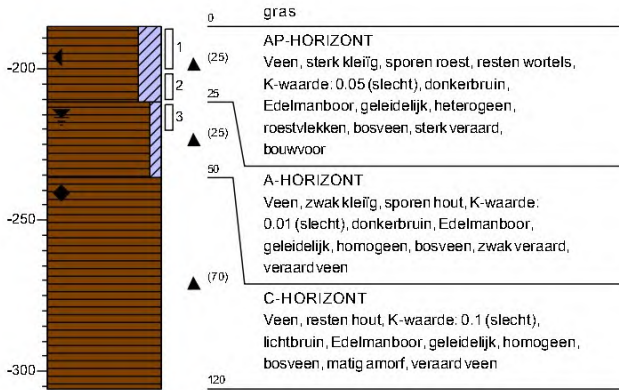 0
gras
1
-200
(25)
2
25
3
(25)
50
-250
(70)
-300
120
AP-HORIZONT
Veen, sterk kleiïg, sporen roest, resten wortels,
K-waarde: 0.05 (slecht), donkerbruin,
Edelmanboor, geleidelijk, heterogeen,
roestvlekken, bosveen, sterk veraard,
bouwvoor
A-HORIZONT
Veen, zwak kleiïg, sporen hout, K-waarde:
0.01 (slecht), donkerbruin, Edelmanboor,
geleidelijk, homogeen, bosveen, zwak veraard,
veraard veen
C-HORIZONT
Veen, resten hout, K-waarde: 0.1 (slecht),
lichtbruin, Edelmanboor, geleidelijk, homogeen,
bosveen, matig amorf, veraard veen